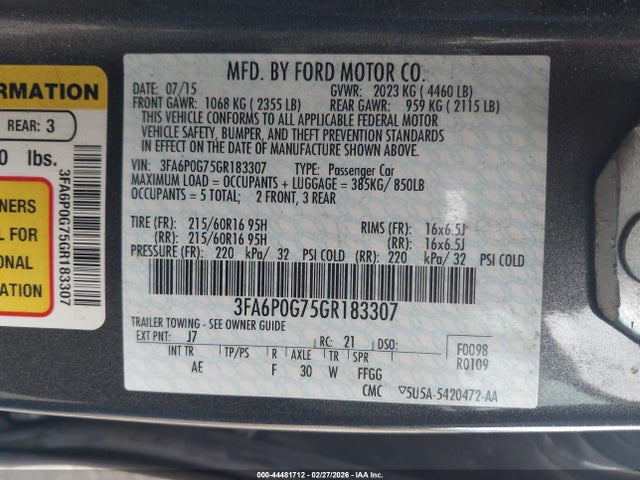 ORMATION
REAR: 3
0 lbs.
NERS
L FOR
ONAL
ATION
3FA6P0G75GR183307
MFD. BY FORD MOTOR CO.
DATE: 07/15 GVWR: 2023 KG ( 4460 LB)
FRONT GAWR: 1068 KG ( 2355 LB) REAR GAWR: 959 KG ( 2115 LB)
THIS VEHICLE CONFORMS TO ALL APPLICABLE FEDERAL MOTOR
VEHICLE SAFETY, BUMPER, AND THEFT PREVENTION STANDARDS
IN EFFECT ON THE DATE OF MANUFACTURE SHOWN ABOVE.
VIN: 3FA6P0G75GR183307 TYPE: Passenger Car
MAXIMUM LOAD = OCCUPANTS + LUGGAGE = 385KG/ 850LB
OCCUPANTS = 5 TOTAL; 2 FRONT, 3 REAR
TIRE (FR): 215/60R16 95H RIMS (FR): 16x6.5J
(RR): 215/60R16 95H (RR): 16x6.5J
PRESSURE (FR): 220 kPa/ 32 PSI COLD (RR): 220 kPa/ 32 PSI COLD
3FA6P0G75GR183307
TRAILER TOWING - SEE OWNER GUIDE
EXT PNT: J7 RC: 21 DSO: F0098
INT TR TP/PS R AXLE TR SPR R0109
AE F 30 W FFGG
CMC ▽5U5A-5420472-AA
000-44481712 - 02/27/2026 - IAA Inc.